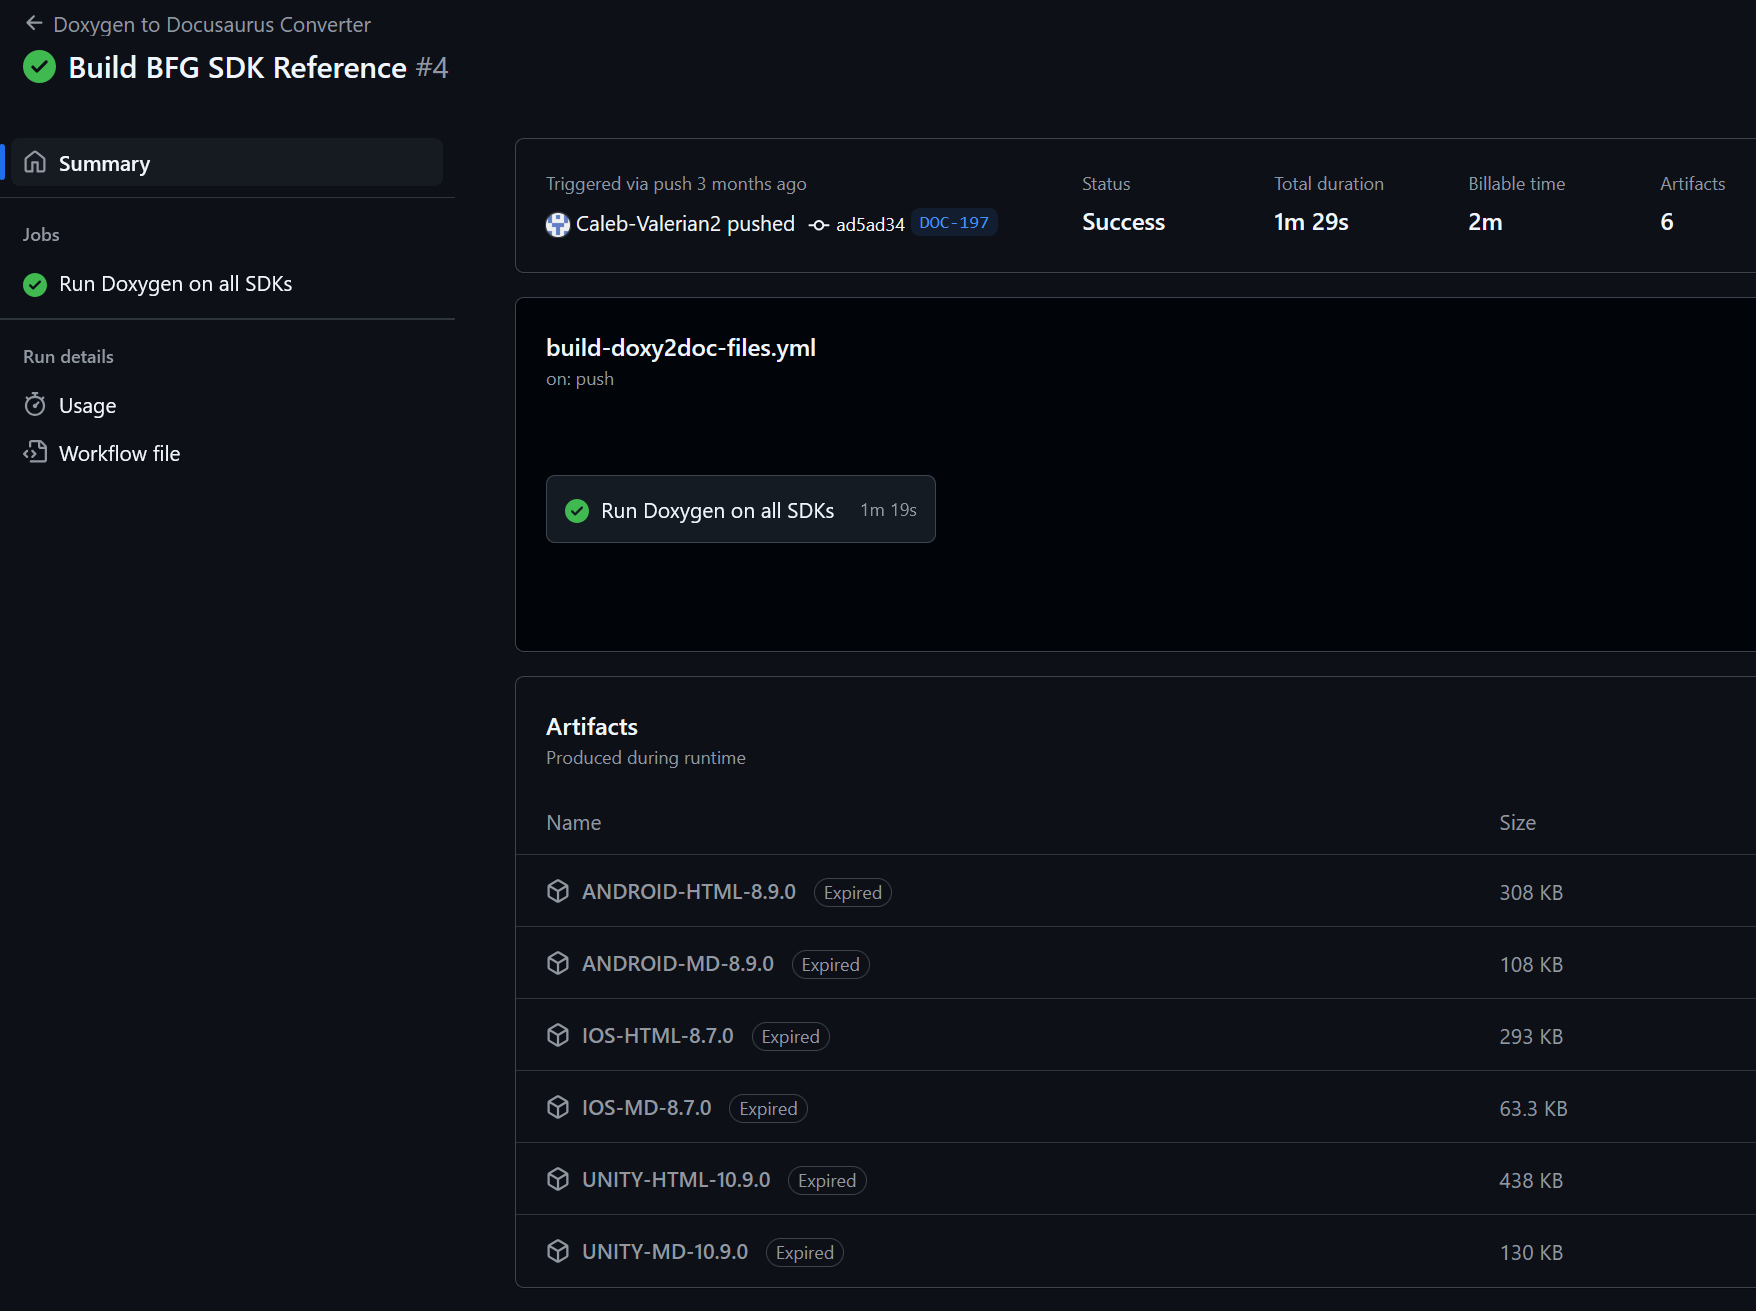 Doxygen to Docusaurus Converter
Build BFG SDK Reference #4
Summary
Jobs
Run Doxygen on all SDKs
Run details
Usage
Workflow file
Triggered via push 3 months ago
Caleb-Valerian2 pushed ad5ad34 DOC-197
Status
Success
Total duration
1m 29s
Billable time
2m
Artifacts
6
build-doxy2doc-files.yml
on: push
Run Doxygen on all SDKs 1m 19s
Artifacts
Produced during runtime
Name Size
ANDROID-HTML-8.9.0 Expired 308 KB
ANDROID-MD-8.9.0 Expired 108 KB
IOS-HTML-8.7.0 Expired 293 KB
IOS-MD-8.7.0 Expired 63.3 KB
UNITY-HTML-10.9.0 Expired 438 KB
UNITY-MD-10.9.0 Expired 130 KB